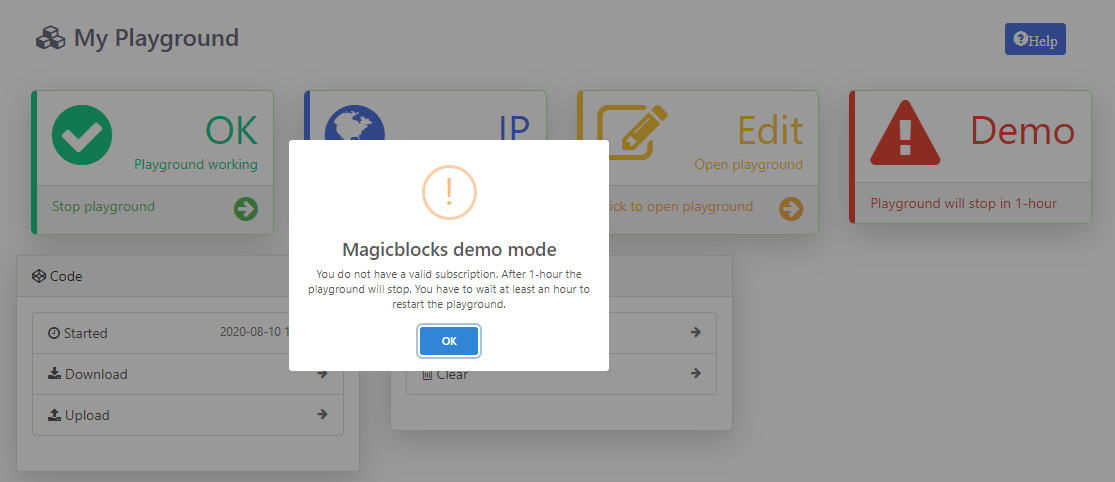 My Playground
Help
OK
Playground working
Stop playground
IP
Edit
Open playground
to open playground
Demo
Playground will stop in 1-hour
Magicblocks demo mode
You do not have a valid subscription. After 1-hour the
playground will stop. You have to wait at least an hour to
restart the playground.
OK
Code
Started
2020-08-10
Download
Upload
Clear